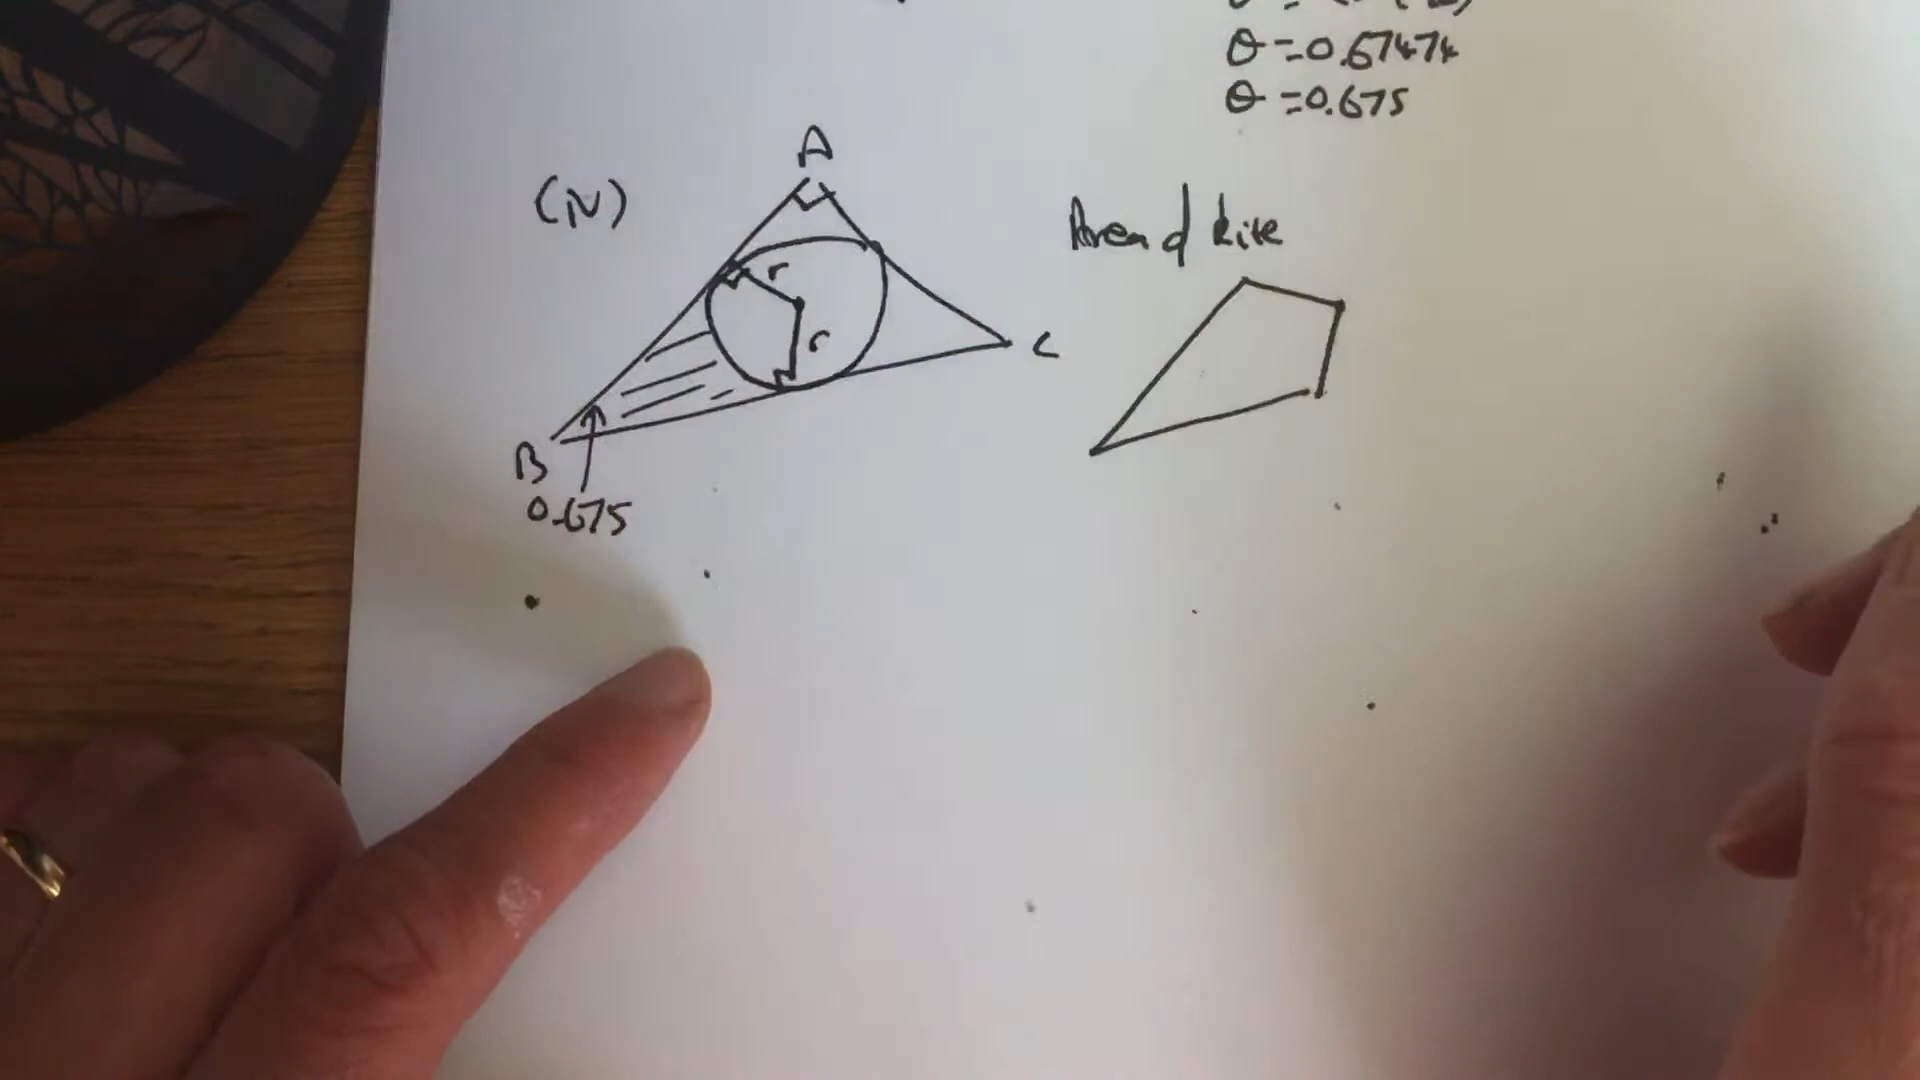 θ = 0.67474
θ = 0.675
A
(iv)
Area of kite
r
r
C
B
0.675